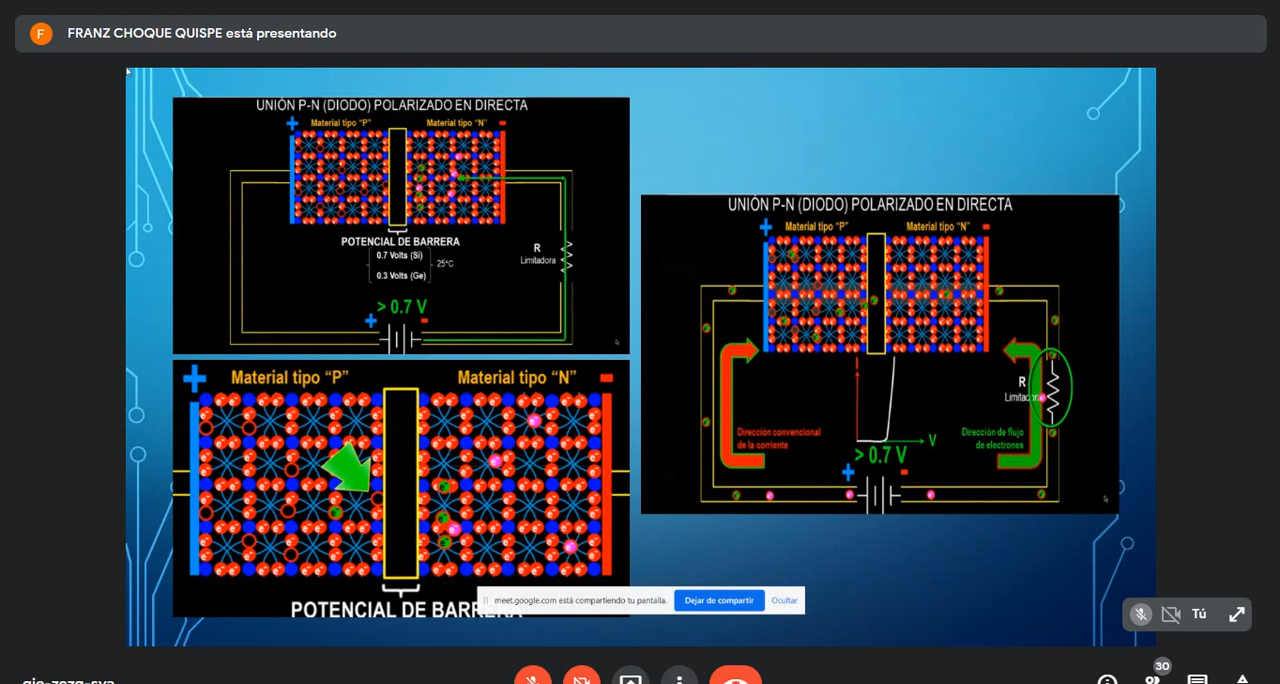 F
FRANZ CHOQUE QUISPE está presentando
UNIÓN P-N (DIODO) POLARIZADO EN DIRECTA
+ Material tipo "P" Material tipo "N" -
POTENCIAL DE BARRERA
0.7 Volts (Si)
25°C
0.3 Volts (Ge)
R
Limitadora
> 0.7 V
+ -
+ Material tipo "P" Material tipo "N" -
POTENCIAL DE BARRERA
UNIÓN P-N (DIODO) POLARIZADO EN DIRECTA
+ Material tipo "P" Material tipo "N" -
I
R
Limitadora
Dirección convencional
de la corriente
V
Dirección de flujo
de electrones
> 0.7 V
+ -
meet.google.com está compartiendo tu pantalla. Dejar de compartir Ocultar
Tú
30